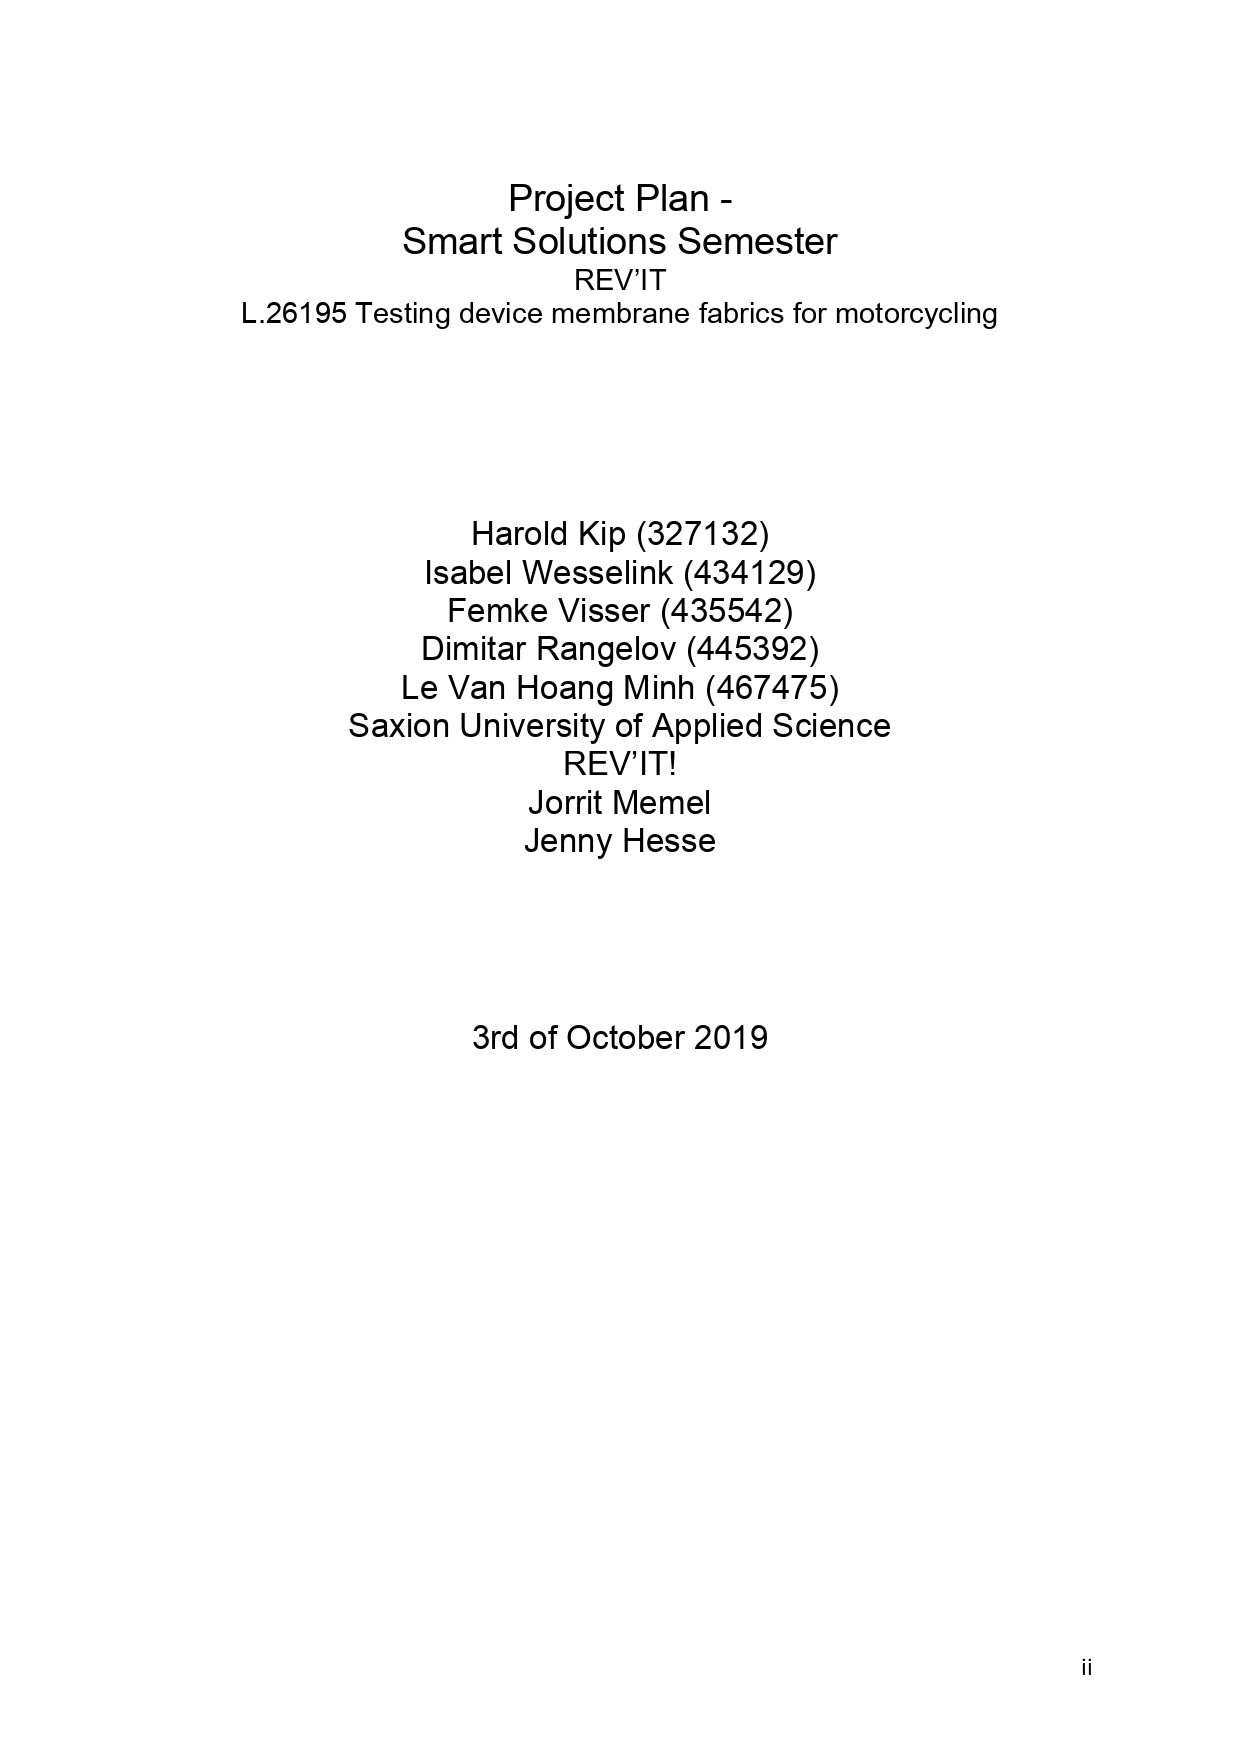 Project Plan -
Smart Solutions Semester
REV’IT
L.26195 Testing device membrane fabrics for motorcycling
Harold Kip (327132)
Isabel Wesselink (434129)
Femke Visser (435542)
Dimitar Rangelov (445392)
Le Van Hoang Minh (467475)
Saxion University of Applied Science
REV’IT!
Jorrit Memel
Jenny Hesse
3rd of October 2019
ii